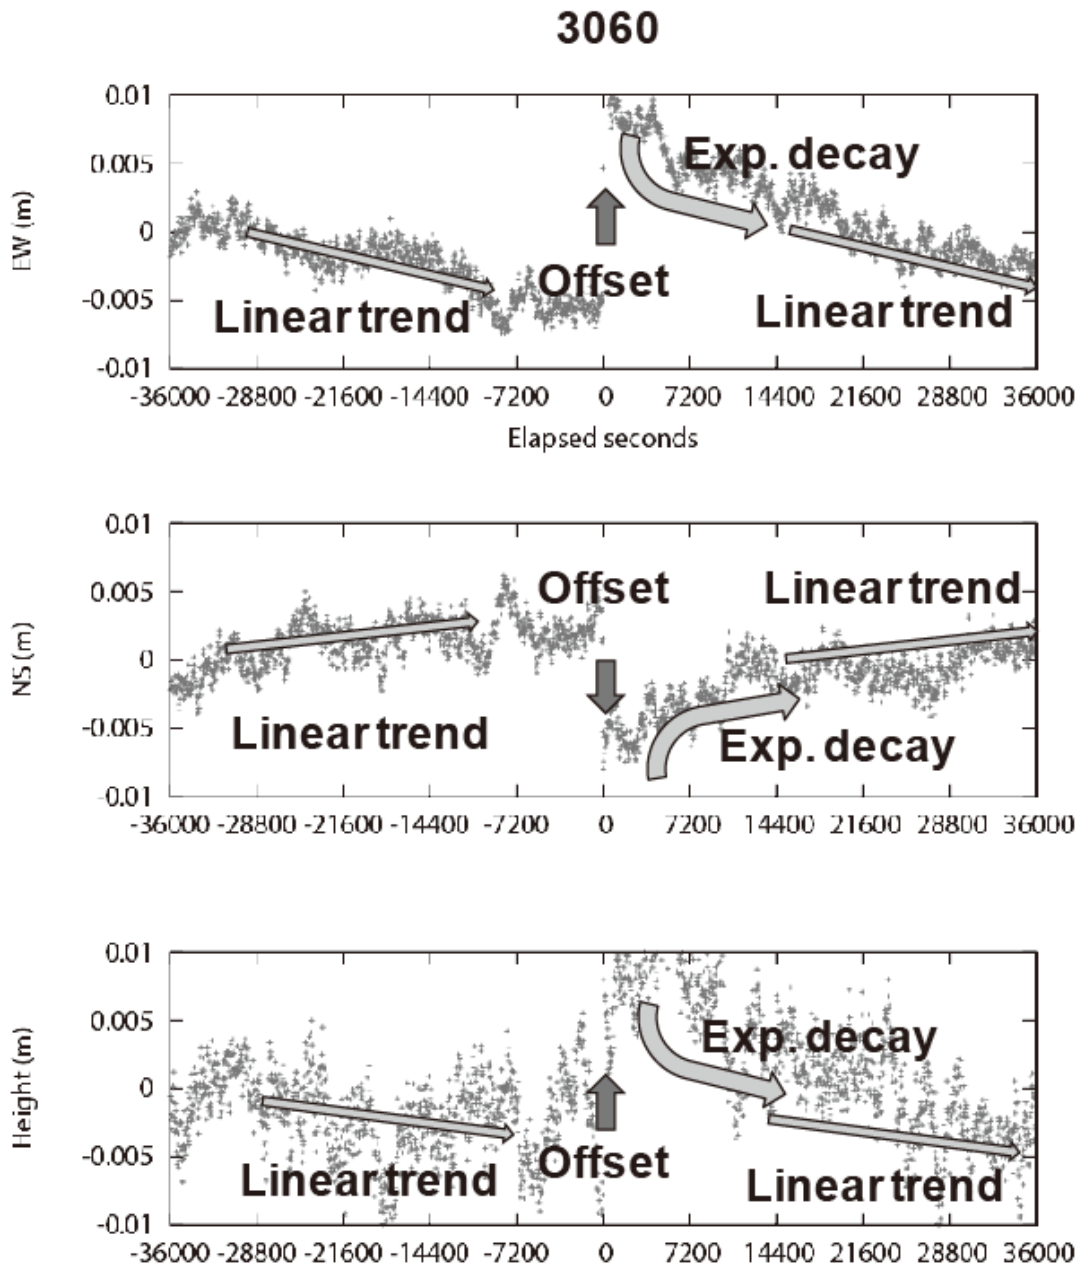 3060
0.01
0.005
0
-0.005
-0.01
EW (m)
Exp. decay
Offset
Linear trend
Linear trend
-36000 -28800 -21600 -14400 -7200 0 7200 14400 21600 28800 36000
Elapsed seconds
0.01
0.005
0
-0.005
-0.01
NS (m)
Offset
Linear trend
Linear trend
Exp. decay
-36000 -28800 -21600 -14400 -7200 0 7200 14400 21600 28800 36000
0.01
0.005
0
-0.005
-0.01
Height (m)
Exp. decay
Offset
Linear trend
Linear trend
-36000 -28800 -21600 -14400 -7200 0 7200 14400 21600 28800 36000